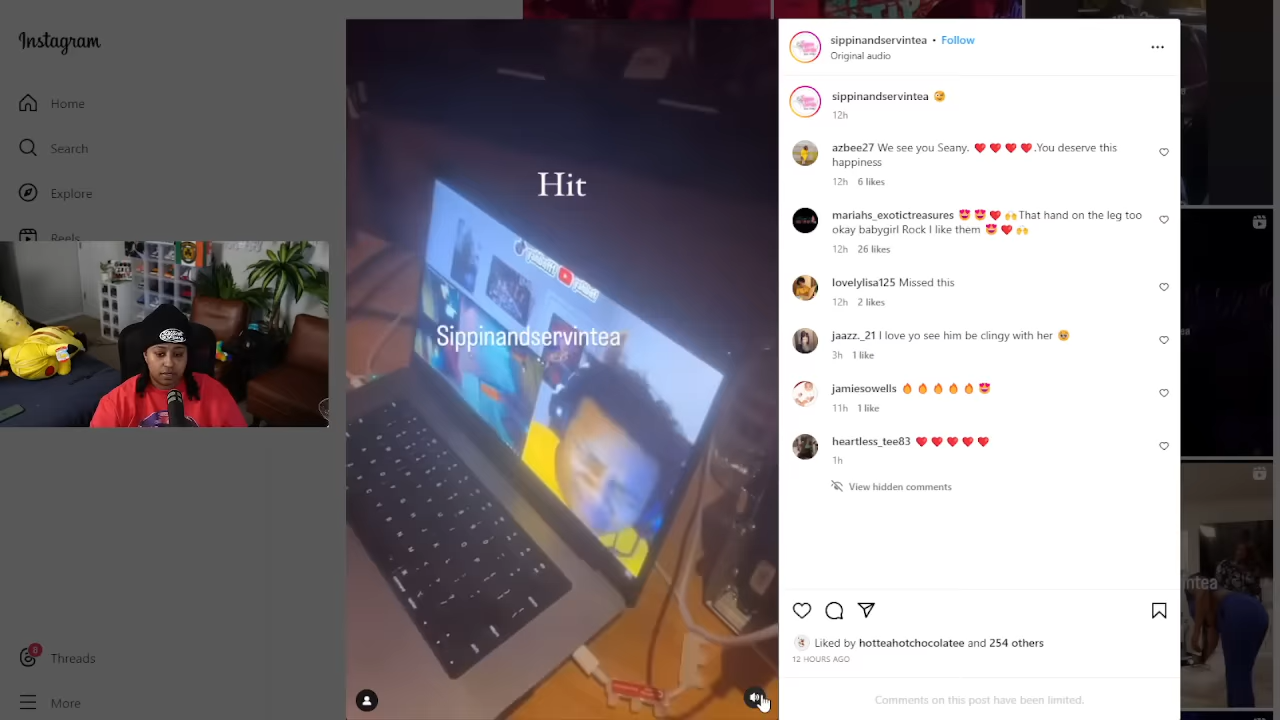 Instagram
Home
Search
Explore
Reels
Threads
More
Hit
Sippinandservintea
sippinandservintea • Follow
Original audio
sippinandservintea
12h
azbee27 We see you Seany. ❤️ ❤️ ❤️ ❤️ .You deserve this
happiness
12h 6 likes
mariahs_exotictreasures 😍 😍 ❤️ 🙌 That hand on the leg too
okay babygirl Rock I like them 😍 ❤️ 🙌
12h 26 likes
lovelylisa125 Missed this
12h 2 likes
jaazz._21 I love yo see him be clingy with her 🥹
3h 1 like
jamiesowells 🔥 🔥 🔥 🔥 🔥 😍
11h 1 like
heartless_tee83 ❤️ ❤️ ❤️ ❤️ ❤️
1h
View hidden comments
Liked by hotteahotchocolatee and 254 others
12 HOURS AGO
Comments on this post have been limited.